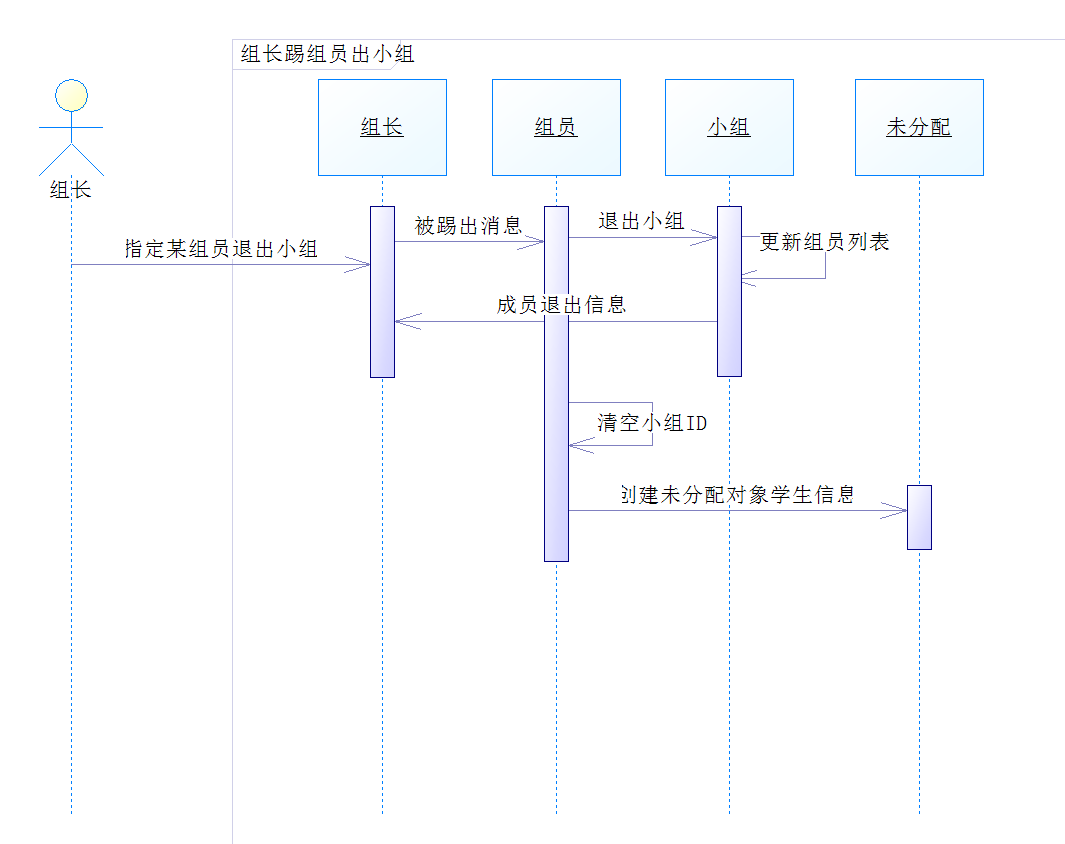 组长踢组员出小组
组长
组员
小组
未分配
组长
被踢出消息
退出小组
更新组员列表
指定某组员退出小组
成员退出信息
清空小组ID
创建未分配对象学生信息